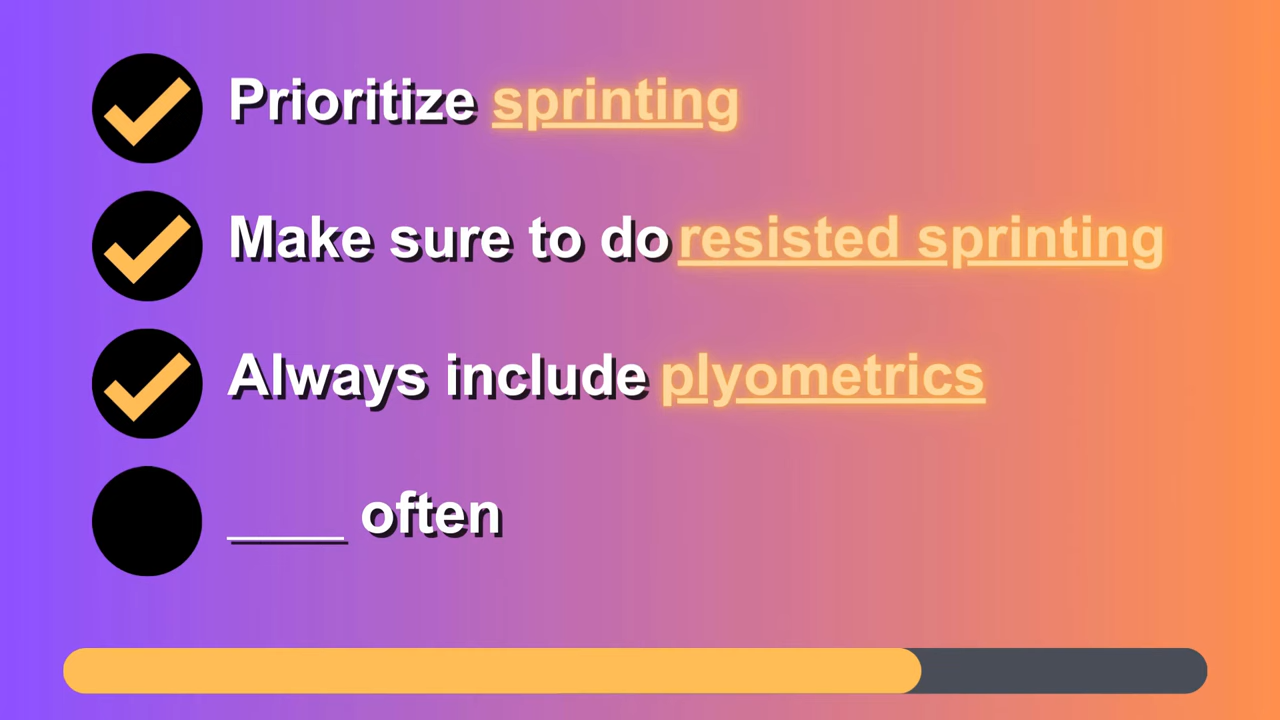 Prioritize sprinting
Make sure to do resisted sprinting
Always include plyometrics
____ often